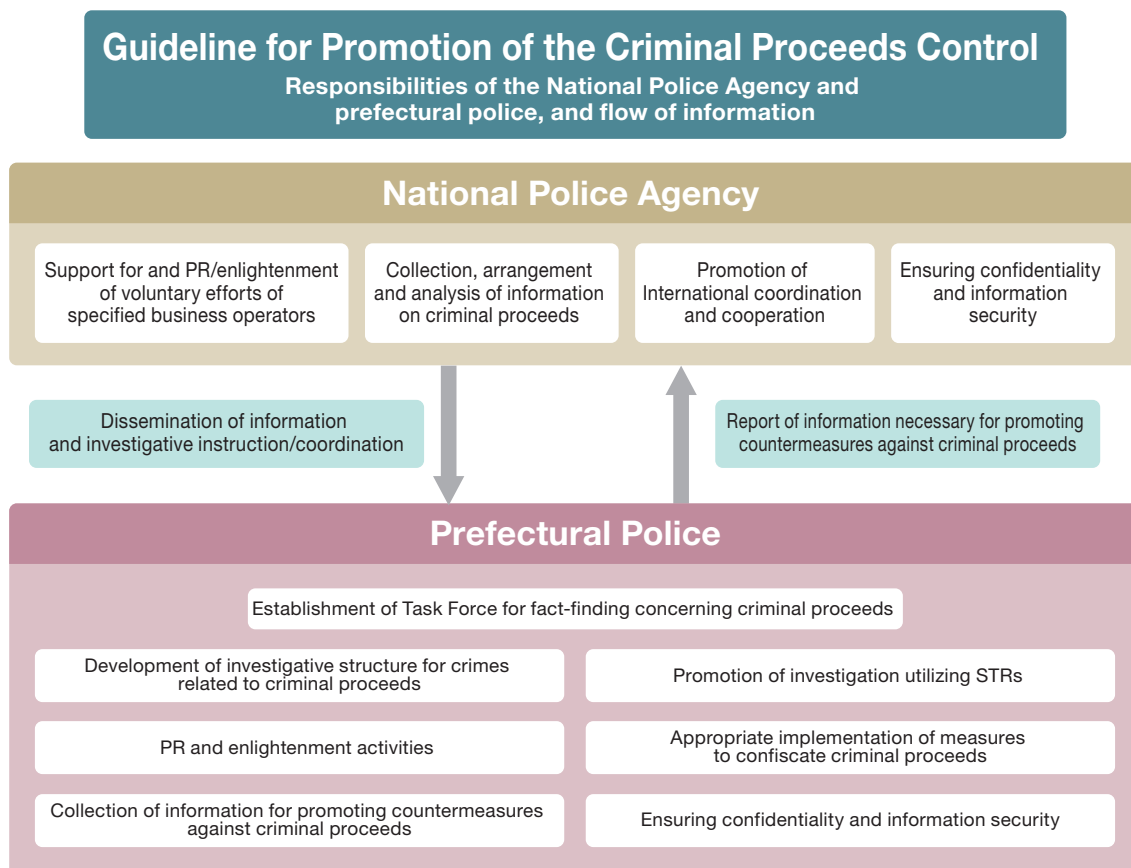 Guideline for Promotion of the Criminal Proceeds Control
Responsibilities of the National Police Agency and
prefectural police, and flow of information
National Police Agency
Support for and PR/enlightenment
of voluntary efforts of
specified business operators
Collection, arrangement
and analysis of information
on criminal proceeds
Promotion of
International coordination
and cooperation
Ensuring confidentiality
and information
security
Dissemination of information
and investigative instruction/coordination
Report of information necessary for promoting
countermeasures against criminal proceeds
Prefectural Police
Establishment of Task Force for fact-finding concerning criminal proceeds
Development of investigative structure for crimes
related to criminal proceeds
Promotion of investigation utilizing STRs
PR and enlightenment activities
Appropriate implementation of measures
to confiscate criminal proceeds
Collection of information for promoting countermeasures
against criminal proceeds
Ensuring confidentiality and information security